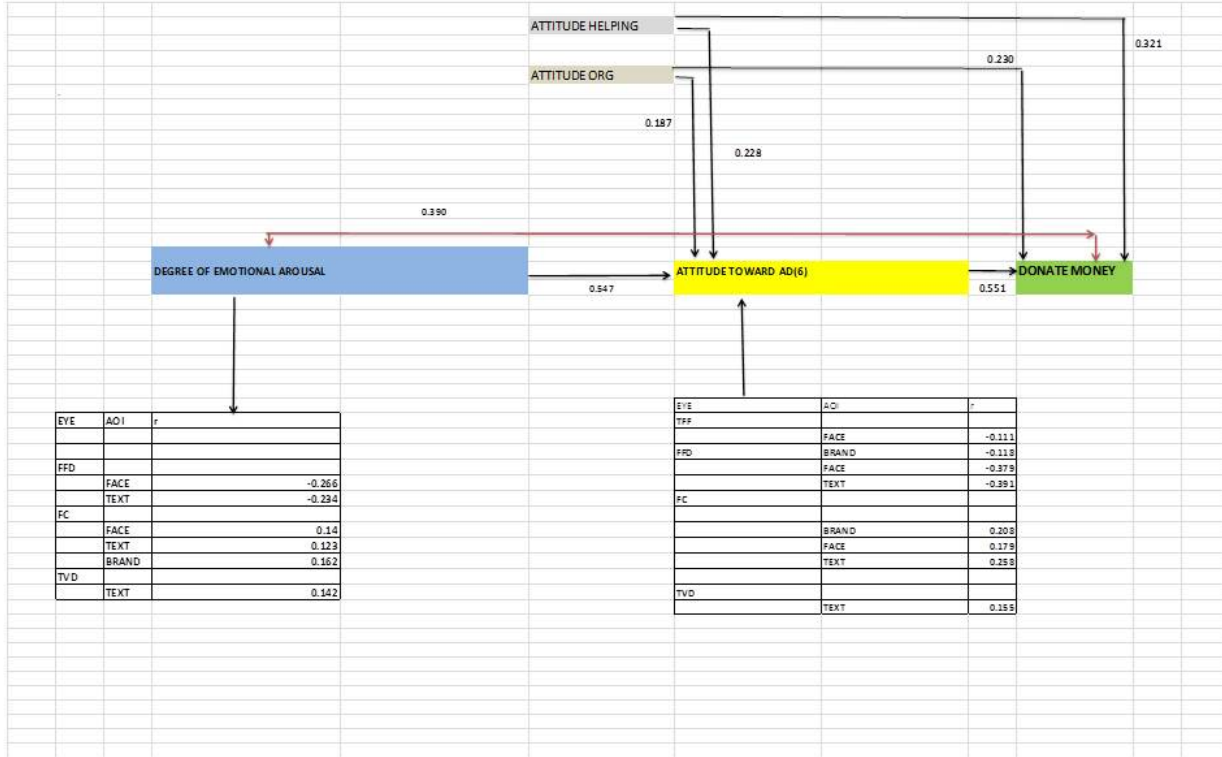 ATTITUDE HELPING
0.321
0.230
ATTITUDE ORG
0.187
0.228
0.390
DEGREE OF EMOTIONAL AROUSAL
ATTITUDE TOWARD AD(6)
DONATE MONEY
0.547
0.551
EYE AOI r
FFD
FACE -0.266
TEXT -0.234
FC
FACE 0.14
TEXT 0.123
BRAND 0.162
TVD
TEXT 0.142
EYE AOI r
TFF
FACE -0.111
FFD BRAND -0.118
FACE -0.379
TEXT -0.391
FC
BRAND 0.208
FACE 0.179
TEXT 0.258
TVD
TEXT 0.155